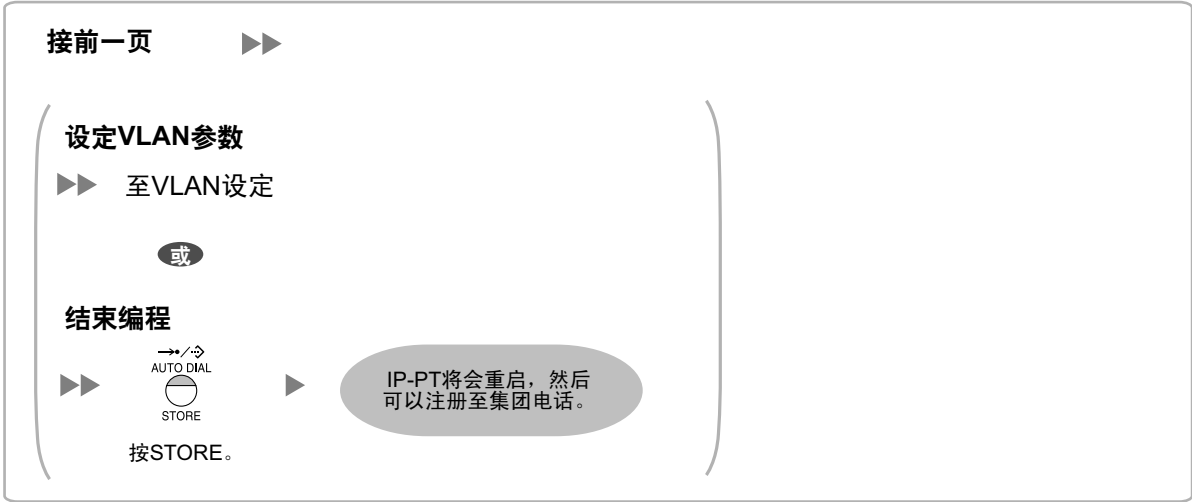 接前一页
设定VLAN参数
至VLAN设定
或
结束编程
AUTO DIAL
STORE
按STORE。
IP-PT将会重启，然后
可以注册至集团电话。